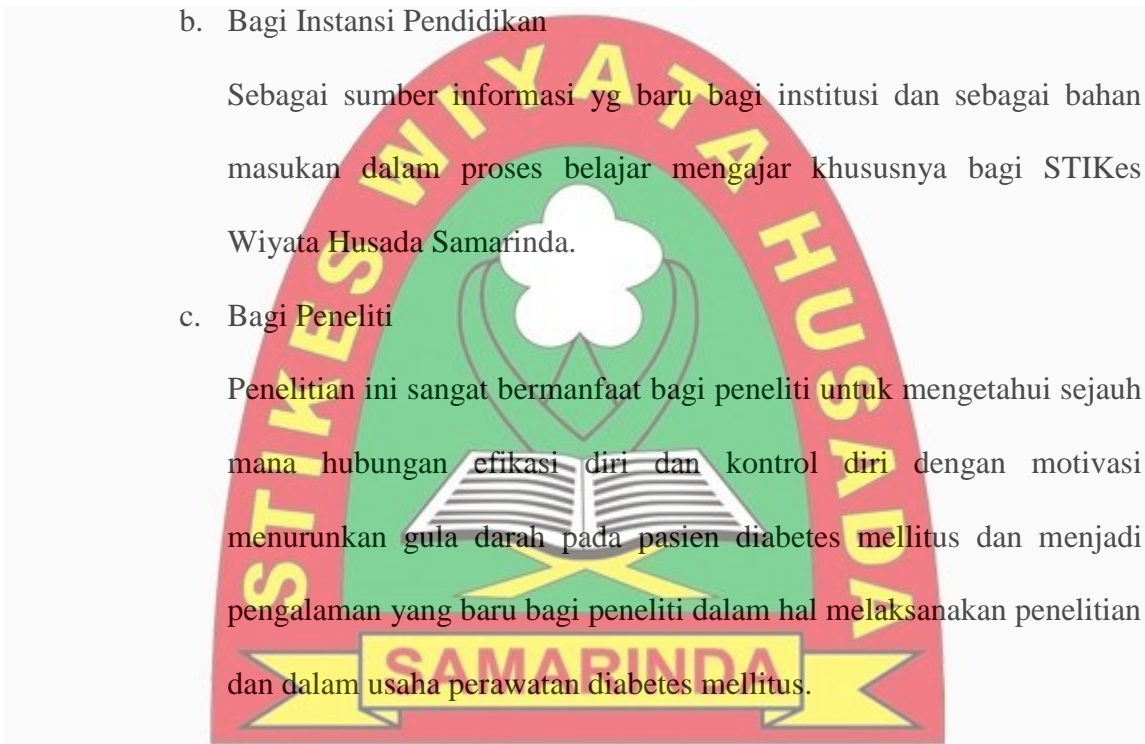 b. Bagi Instansi Pendidikan
Sebagai sumber informasi yg baru bagi institusi dan sebagai bahan
masukan dalam proses belajar mengajar khususnya bagi STIKes
Wiyata Husada Samarinda.
c. Bagi Peneliti
Penelitian ini sangat bermanfaat bagi peneliti untuk mengetahui sejauh
mana hubungan efikasi diri dan kontrol diri dengan motivasi
menurunkan gula darah pada pasien diabetes mellitus dan menjadi
pengalaman yang baru bagi peneliti dalam hal melaksanakan penelitian
dan dalam usaha perawatan diabetes mellitus.
STIKES WIYATA HUSADA
SAMARINDA